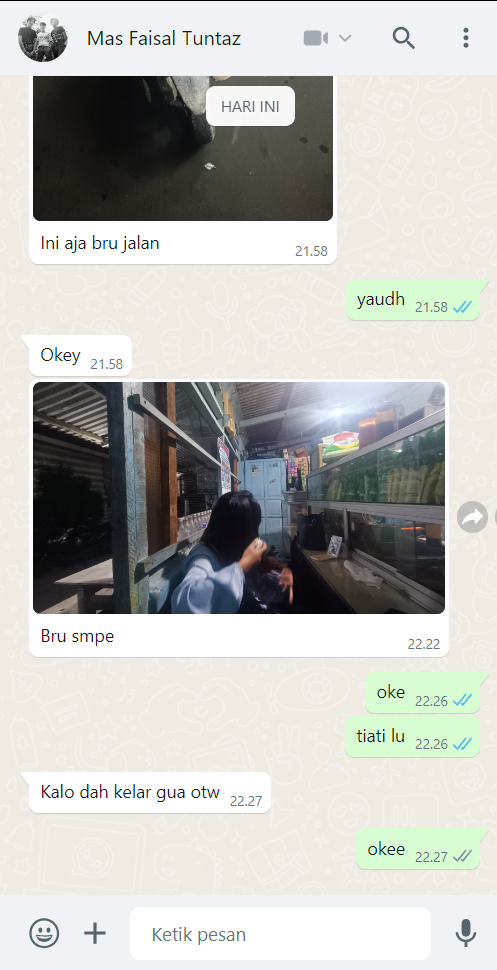 Mas Faisal Tuntaz
HARI INI
Ini aja bru jalan
21.58
yaudh 21.58
Okey 21.58
Bru smpe
22.22
oke 22.26
tiati lu 22.26
Kalo dah kelar gua otw 22.27
okee 22.27
Ketik pesan